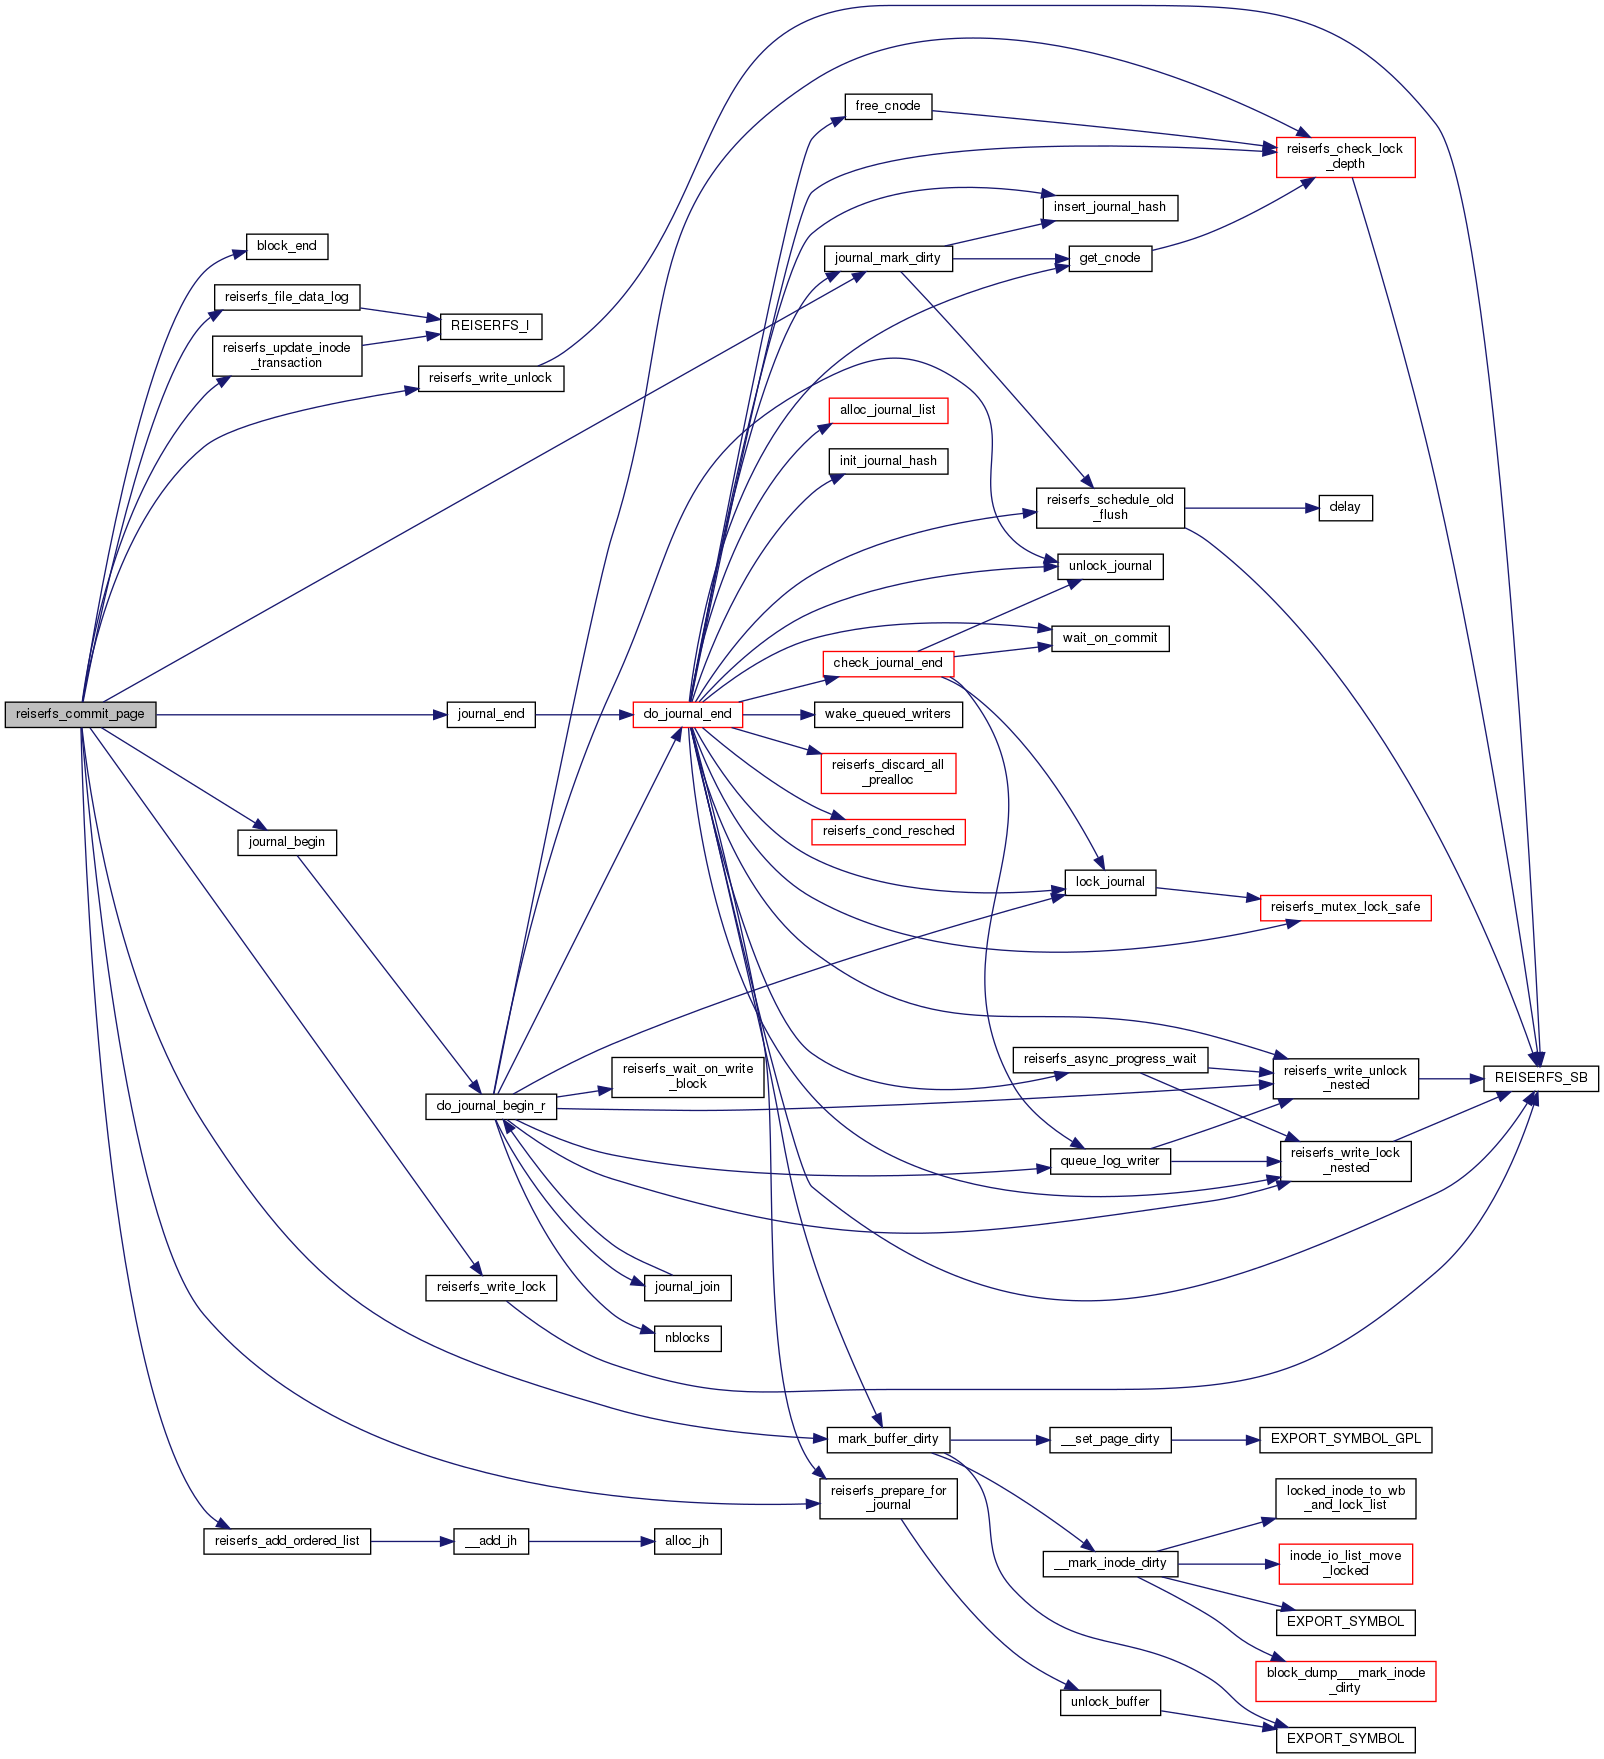 free_cnode
reiserfs_check_lock
_depth
insert_journal_hash
block_end
journal_mark_dirty
get_cnode
reiserfs_file_data_log
REISERFS_I
reiserfs_update_inode
_transaction
reiserfs_write_unlock
alloc_journal_list
init_journal_hash
reiserfs_schedule_old
_flush
delay
unlock_journal
wait_on_commit
check_journal_end
reiserfs_commit_page
journal_end
do_journal_end
wake_queued_writers
reiserfs_discard_all
_prealloc
reiserfs_cond_resched
journal_begin
lock_journal
reiserfs_mutex_lock_safe
reiserfs_async_progress_wait
reiserfs_wait_on_write
_block
reiserfs_write_unlock
_nested
REISERFS_SB
do_journal_begin_r
queue_log_writer
reiserfs_write_lock
_nested
reiserfs_write_lock
journal_join
nblocks
mark_buffer_dirty
__set_page_dirty
EXPORT_SYMBOL_GPL
reiserfs_prepare_for
_journal
locked_inode_to_wb
_and_lock_list
reiserfs_add_ordered_list
__add_jh
alloc_jh
__mark_inode_dirty
inode_io_list_move
_locked
EXPORT_SYMBOL
block_dump___mark_inode
_dirty
unlock_buffer
EXPORT_SYMBOL